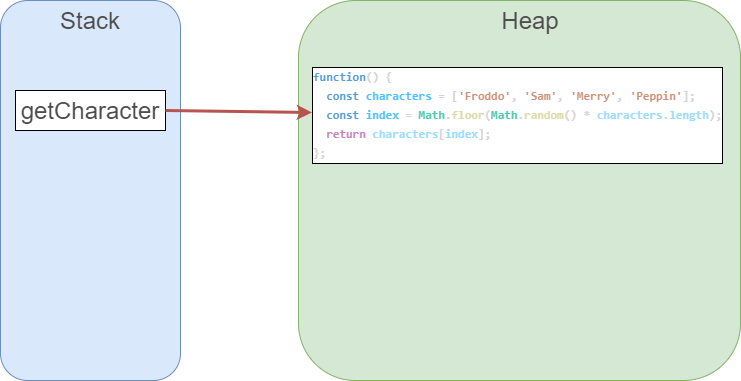 Stack
Heap
getCharacter
function() {
  const characters = ['Froddo', 'Sam', 'Merry', 'Peppin'];
  const index = Math.floor(Math.random() * characters.length);
  return characters[index];
};